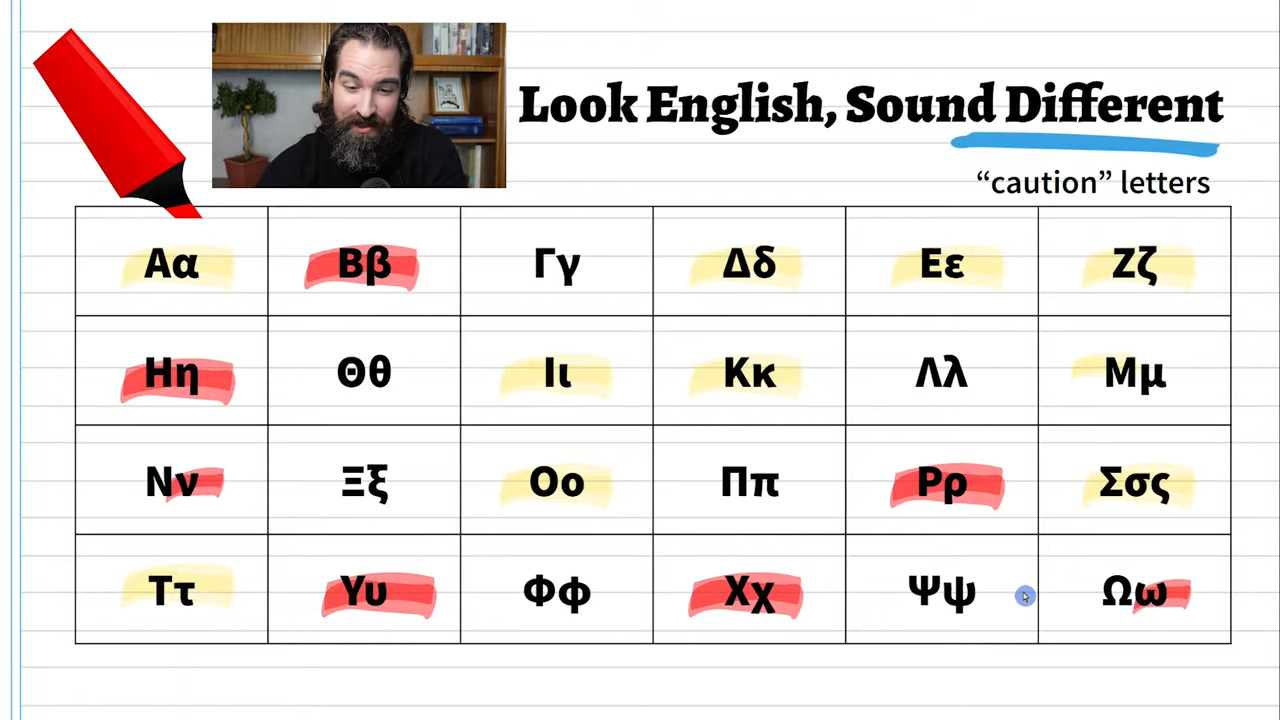 Look English, Sound Different
“caution” letters
Αα Ββ Γγ Δδ Εε Ζζ
Ηη Θθ Ιι Κκ Λλ Μμ
Νν Ξξ Οο Ππ Ρρ Σσς
Ττ Υυ Φφ Χχ Ψψ Ωω